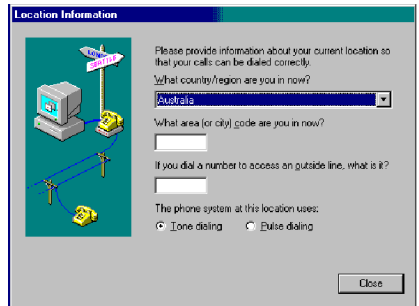 Location Information
LONDON
SEATTLE
Please provide information about your current location so
that your calls can be dialed correctly.
What country/region are you in now?
Australia
What area (or city) code are you in now?
If you dial a number to access an outside line, what is it?
The phone system at this location uses:
Tone dialing
Pulse dialing
Close